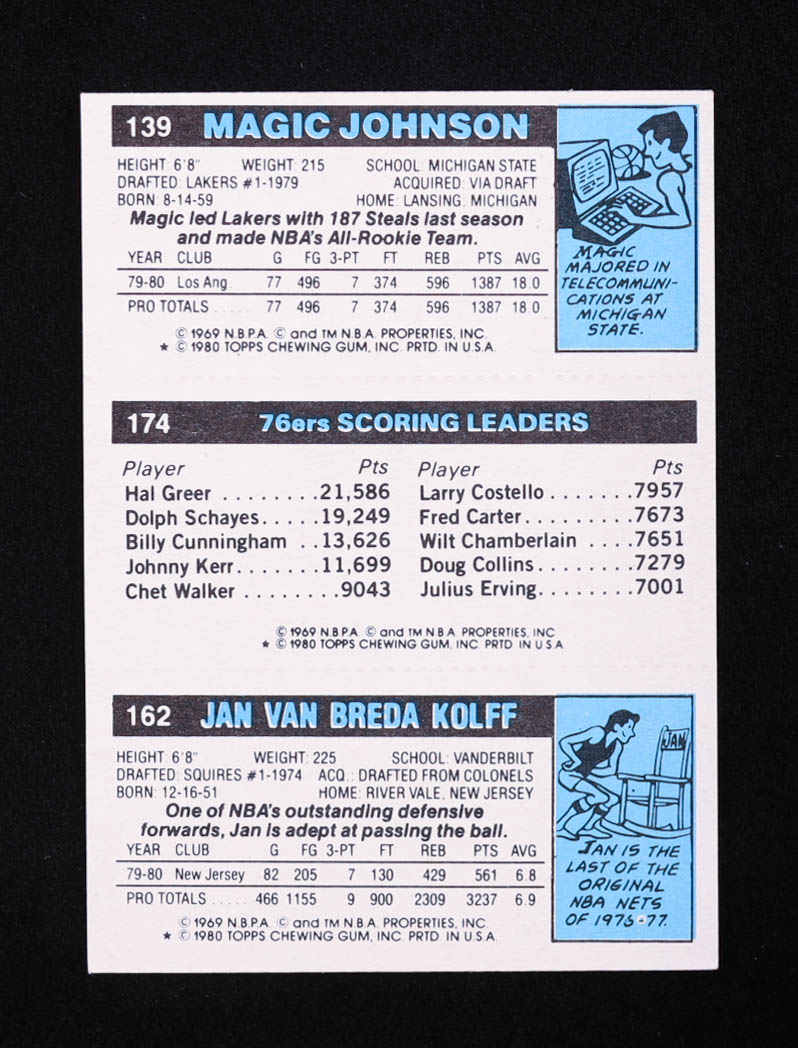 139 MAGIC JOHNSON
HEIGHT: 6'8" WEIGHT: 215 SCHOOL: MICHIGAN STATE
DRAFTED: LAKERS #1-1979 ACQUIRED: VIA DRAFT
BORN: 8-14-59 HOME: LANSING, MICHIGAN
Magic led Lakers with 187 Steals last season
and made NBA's All-Rookie Team.
YEAR CLUB G FG 3-PT FT REB PTS AVG
79-80 Los Ang. 77 496 7 374 596 1387 18.0
PRO TOTALS ..... 77 496 7 374 596 1387 18.0
© 1969 N.B.P.A. © and TM N.B.A. PROPERTIES, INC.
★ © 1980 TOPPS CHEWING GUM, INC. PRTD. IN U.S.A.
MAGIC
MAJORED IN
TELECOMMUNI-
CATIONS AT
MICHIGAN
STATE.
174 76ers SCORING LEADERS
Player Pts Player Pts
Hal Greer ........21,586 Larry Costello .......7957
Dolph Schayes.....19,249 Fred Carter.........7673
Billy Cunningham ..13,626 Wilt Chamberlain ....7651
Johnny Kerr.......11,699 Doug Collins........7279
Chet Walker ........9043 Julius Erving........7001
© 1969 N.B.P.A. © and TM N.B.A. PROPERTIES, INC.
★ © 1980 TOPPS CHEWING GUM, INC. PRTD. IN U.S.A.
162 JAN VAN BREDA KOLFF
HEIGHT: 6'8" WEIGHT: 225 SCHOOL: VANDERBILT
DRAFTED: SQUIRES #1-1974 ACQ.: DRAFTED FROM COLONELS
BORN: 12-16-51 HOME: RIVER VALE, NEW JERSEY
One of NBA's outstanding defensive
forwards, Jan is adept at passing the ball.
YEAR CLUB G FG 3-PT FT REB PTS AVG
79-80 New Jersey 82 205 7 130 429 561 6.8
PRO TOTALS ..... 466 1155 9 900 2309 3237 6.9
© 1969 N.B.P.A. © and TM N.B.A. PROPERTIES, INC.
★ © 1980 TOPPS CHEWING GUM, INC. PRTD. IN U.S.A.
JAN
JAN IS THE
LAST OF THE
ORIGINAL
NBA NETS
OF 1976-77.